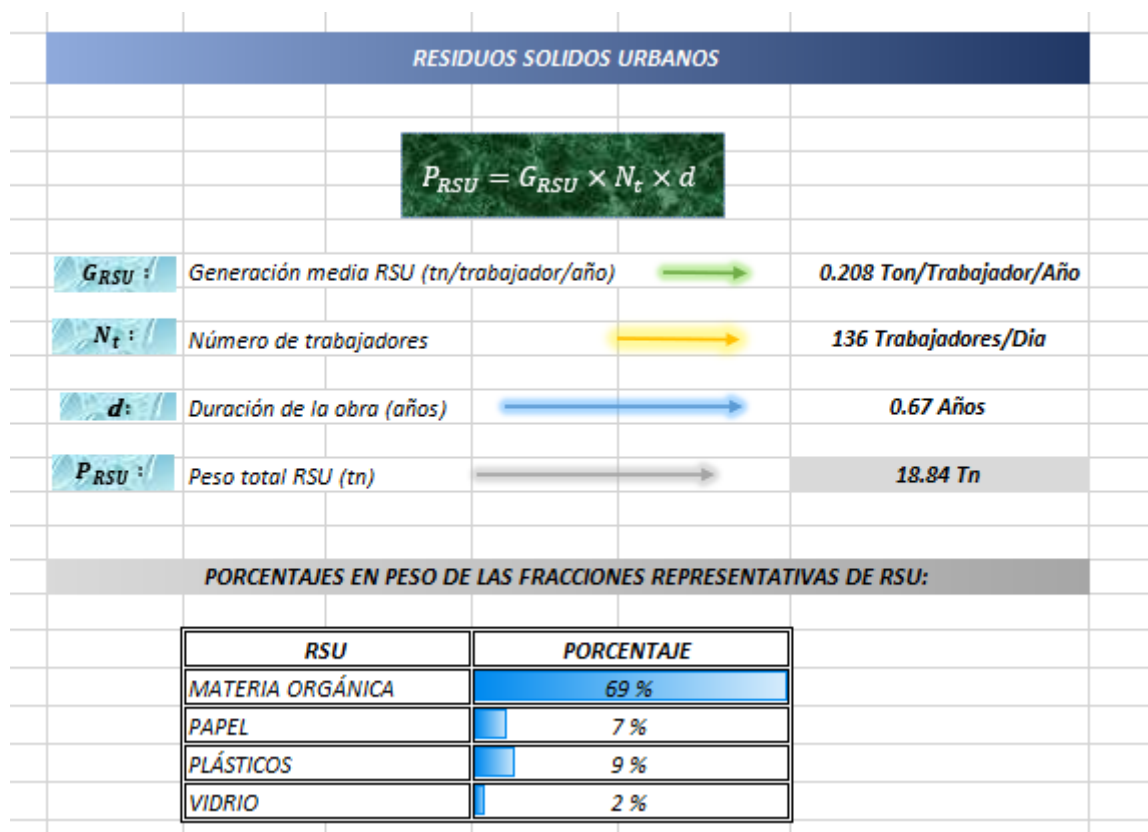 RESIDUOS SOLIDOS URBANOS
P_RSU = G_RSU × N_t × d
G_RSU : Generación media RSU (tn/trabajador/año) 0.208 Ton/Trabajador/Año
N_t : Número de trabajadores 136 Trabajadores/Dia
d: Duración de la obra (años) 0.67 Años
P_RSU : Peso total RSU (tn) 18.84 Tn
PORCENTAJES EN PESO DE LAS FRACCIONES REPRESENTATIVAS DE RSU:
RSU PORCENTAJE
MATERIA ORGÁNICA 69 %
PAPEL 7 %
PLÁSTICOS 9 %
VIDRIO 2 %